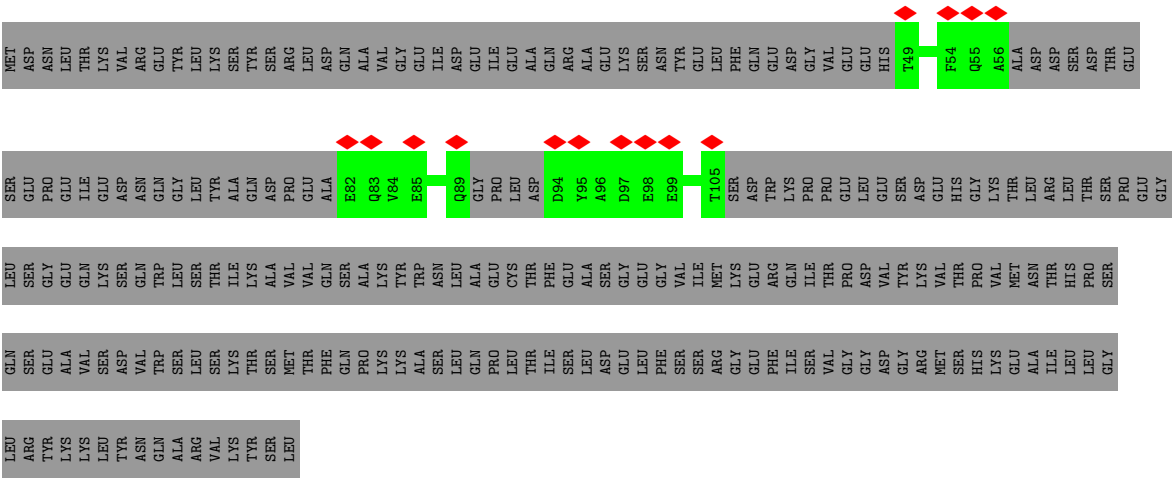 MET ASP ASN LEU THR LYS VAL ARG GLU TYR LEU LYS SER TYR SER ARG LEU ASP GLN ALA VAL GLY GLU ILE ASP GLU ILE GLU ALA GLN ARG ALA GLU LYS SER ASN TYR GLU LEU PHE GLN GLU ASP GLY VAL GLU GLU HIS T49 F54 Q55 A56 ALA ASP ASP SER ASP THR GLU
SER GLU PRO GLU ILE GLU ASP ASN GLN GLY LEU TYR ALA GLN ASP PRO GLU ALA E82 Q83 V84 E85 Q89 GLY PRO LEU ASP D94 Y95 A96 D97 E98 E99 T105 SER ASP TRP LYS PRO PRO GLU LEU GLU SER ASP GLU HIS GLY LYS THR LEU ARG LEU THR SER PRO GLU GLY
LEU SER GLY GLU GLN LYS SER GLN TRP LEU SER THR ILE LYS ALA VAL VAL GLN SER ALA LYS TYR TRP ASN LEU ALA GLU CYS THR PHE GLU ALA SER GLY GLU GLY VAL ILE MET LYS GLU ARG GLN ILE THR PRO ASP VAL TYR LYS VAL THR PRO VAL MET ASN THR HIS PRO SER
GLN SER GLU ALA VAL SER ASP VAL TRP SER LEU SER LYS THR SER MET THR PHE GLN PRO LYS LYS ALA SER LEU GLN PRO LEU THR ILE SER LEU ASP GLU LEU PHE SER SER ARG GLY GLU PHE ILE SER VAL GLY GLY ASP GLY ARG MET SER HIS LYS GLU ALA ILE LEU LEU GLY
LEU ARG TYR LYS LYS LEU TYR ASN GLN ALA ARG VAL LYS TYR SER LEU